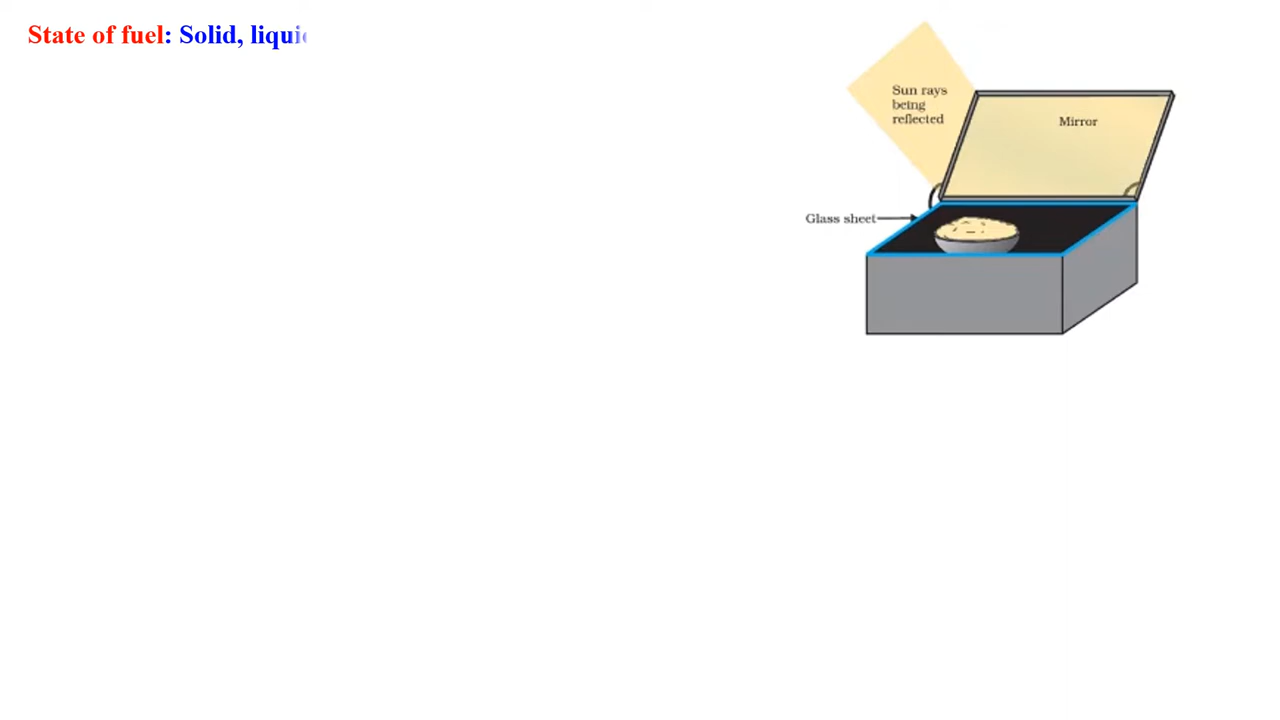 State of fuel: Solid,
Sun rays
being
reflected
Mirror
Glass sheet